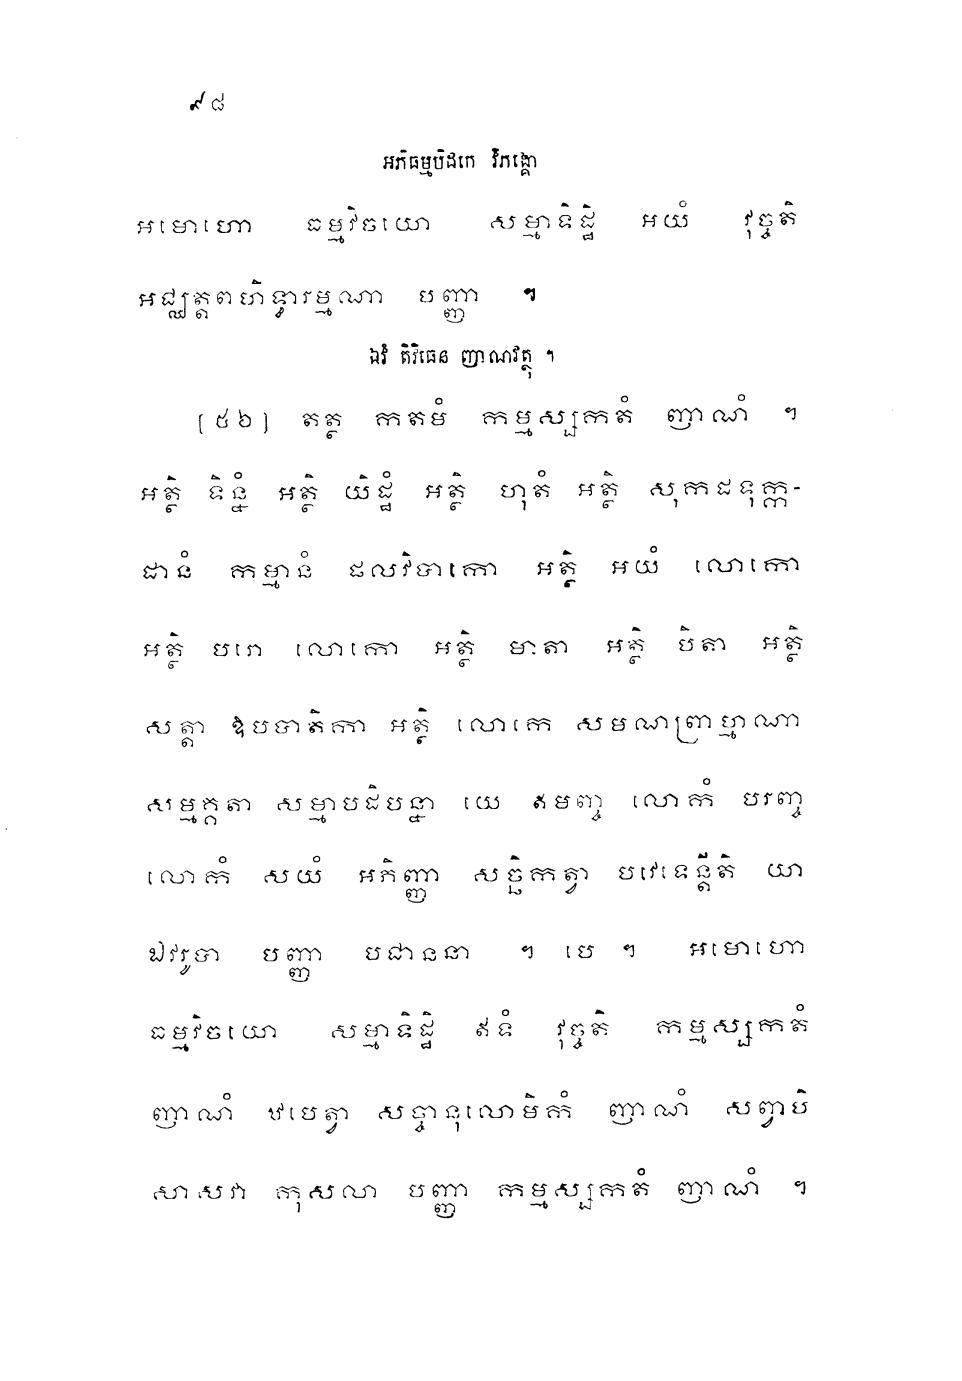 ៩៨
អភិធម្មបិដកេ វិភង្គោ
អមោហោ ធម្មវិចយោ សម្មាទិដ្ឋិ អយំ វុច្ចតិ
អជ្ឈត្តពហិទ្ធារម្មណា បញ្ញា ។
ឯវំ តិវិធេន ញាណវត្ថុ ។
[៥៦] តត្ថ កតមំ កម្មស្សកតំ ញាណំ ។
អត្ថិ ទិន្នំ អត្ថិ យិដ្ឋំ អត្ថិ ហុតំ អត្ថិ សុកដទុក្ក-
ដានំ កម្មានំ ផលវិបាកោ អត្ថិ អយំ លោកោ
អត្ថិ បរោ លោកោ អត្ថិ មាតា អត្ថិ បិតា អត្ថិ
សត្តា ឱបបាតិកា អត្ថិ លោកេ សមណព្រាហ្មណា
សម្មគ្គតា សម្មាបដិបន្នា យេ ឥមញ្ច លោកំ បរញ្ច
លោកំ សយំ អភិញ្ញា សច្ឆិកត្វា បវេទេន្តីតិ យា
ឯវរូបា បញ្ញា បជាននា ។ បេ ។ អមោហោ
ធម្មវិចយោ សម្មាទិដ្ឋិ ឥទំ វុច្ចតិ កម្មស្សកតំ
ញាណំ ឋបេត្វា សច្ចានុលោមិកំ ញាណំ សព្វាបិ
សាសវា កុសលា បញ្ញា កម្មស្សកតំ ញាណំ ។